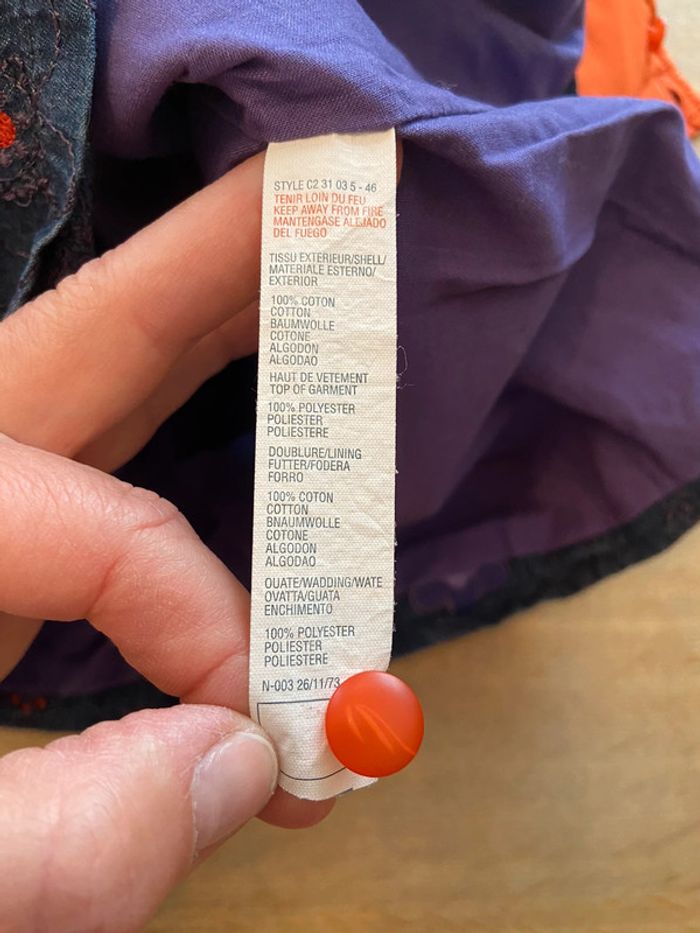 STYLE C2 31 03 5 - 46
TENIR LOIN DU FEU
KEEP AWAY FROM FIRE
MANTENGASE ALEJADO
DEL FUEGO
TISSU EXTERIEUR/SHELL/
MATERIALE ESTERNO/
EXTERIOR
100% COTON
COTTON
BAUMWOLLE
COTONE
ALGODON
ALGODAO
HAUT DE VETEMENT
TOP OF GARMENT
100% POLYESTER
POLIESTER
POLIESTERE
DOUBLURE/LINING
FUTTER/FODERA
FORRO
100% COTON
COTTON
BNAUMWOLLE
COTONE
ALGODON
ALGODAO
OUATE/WADDING/WATE
OVATTA/GUATA
ENCHIMENTO
100% POLYESTER
POLIESTER
POLIESTERE
N-003 26/11/73